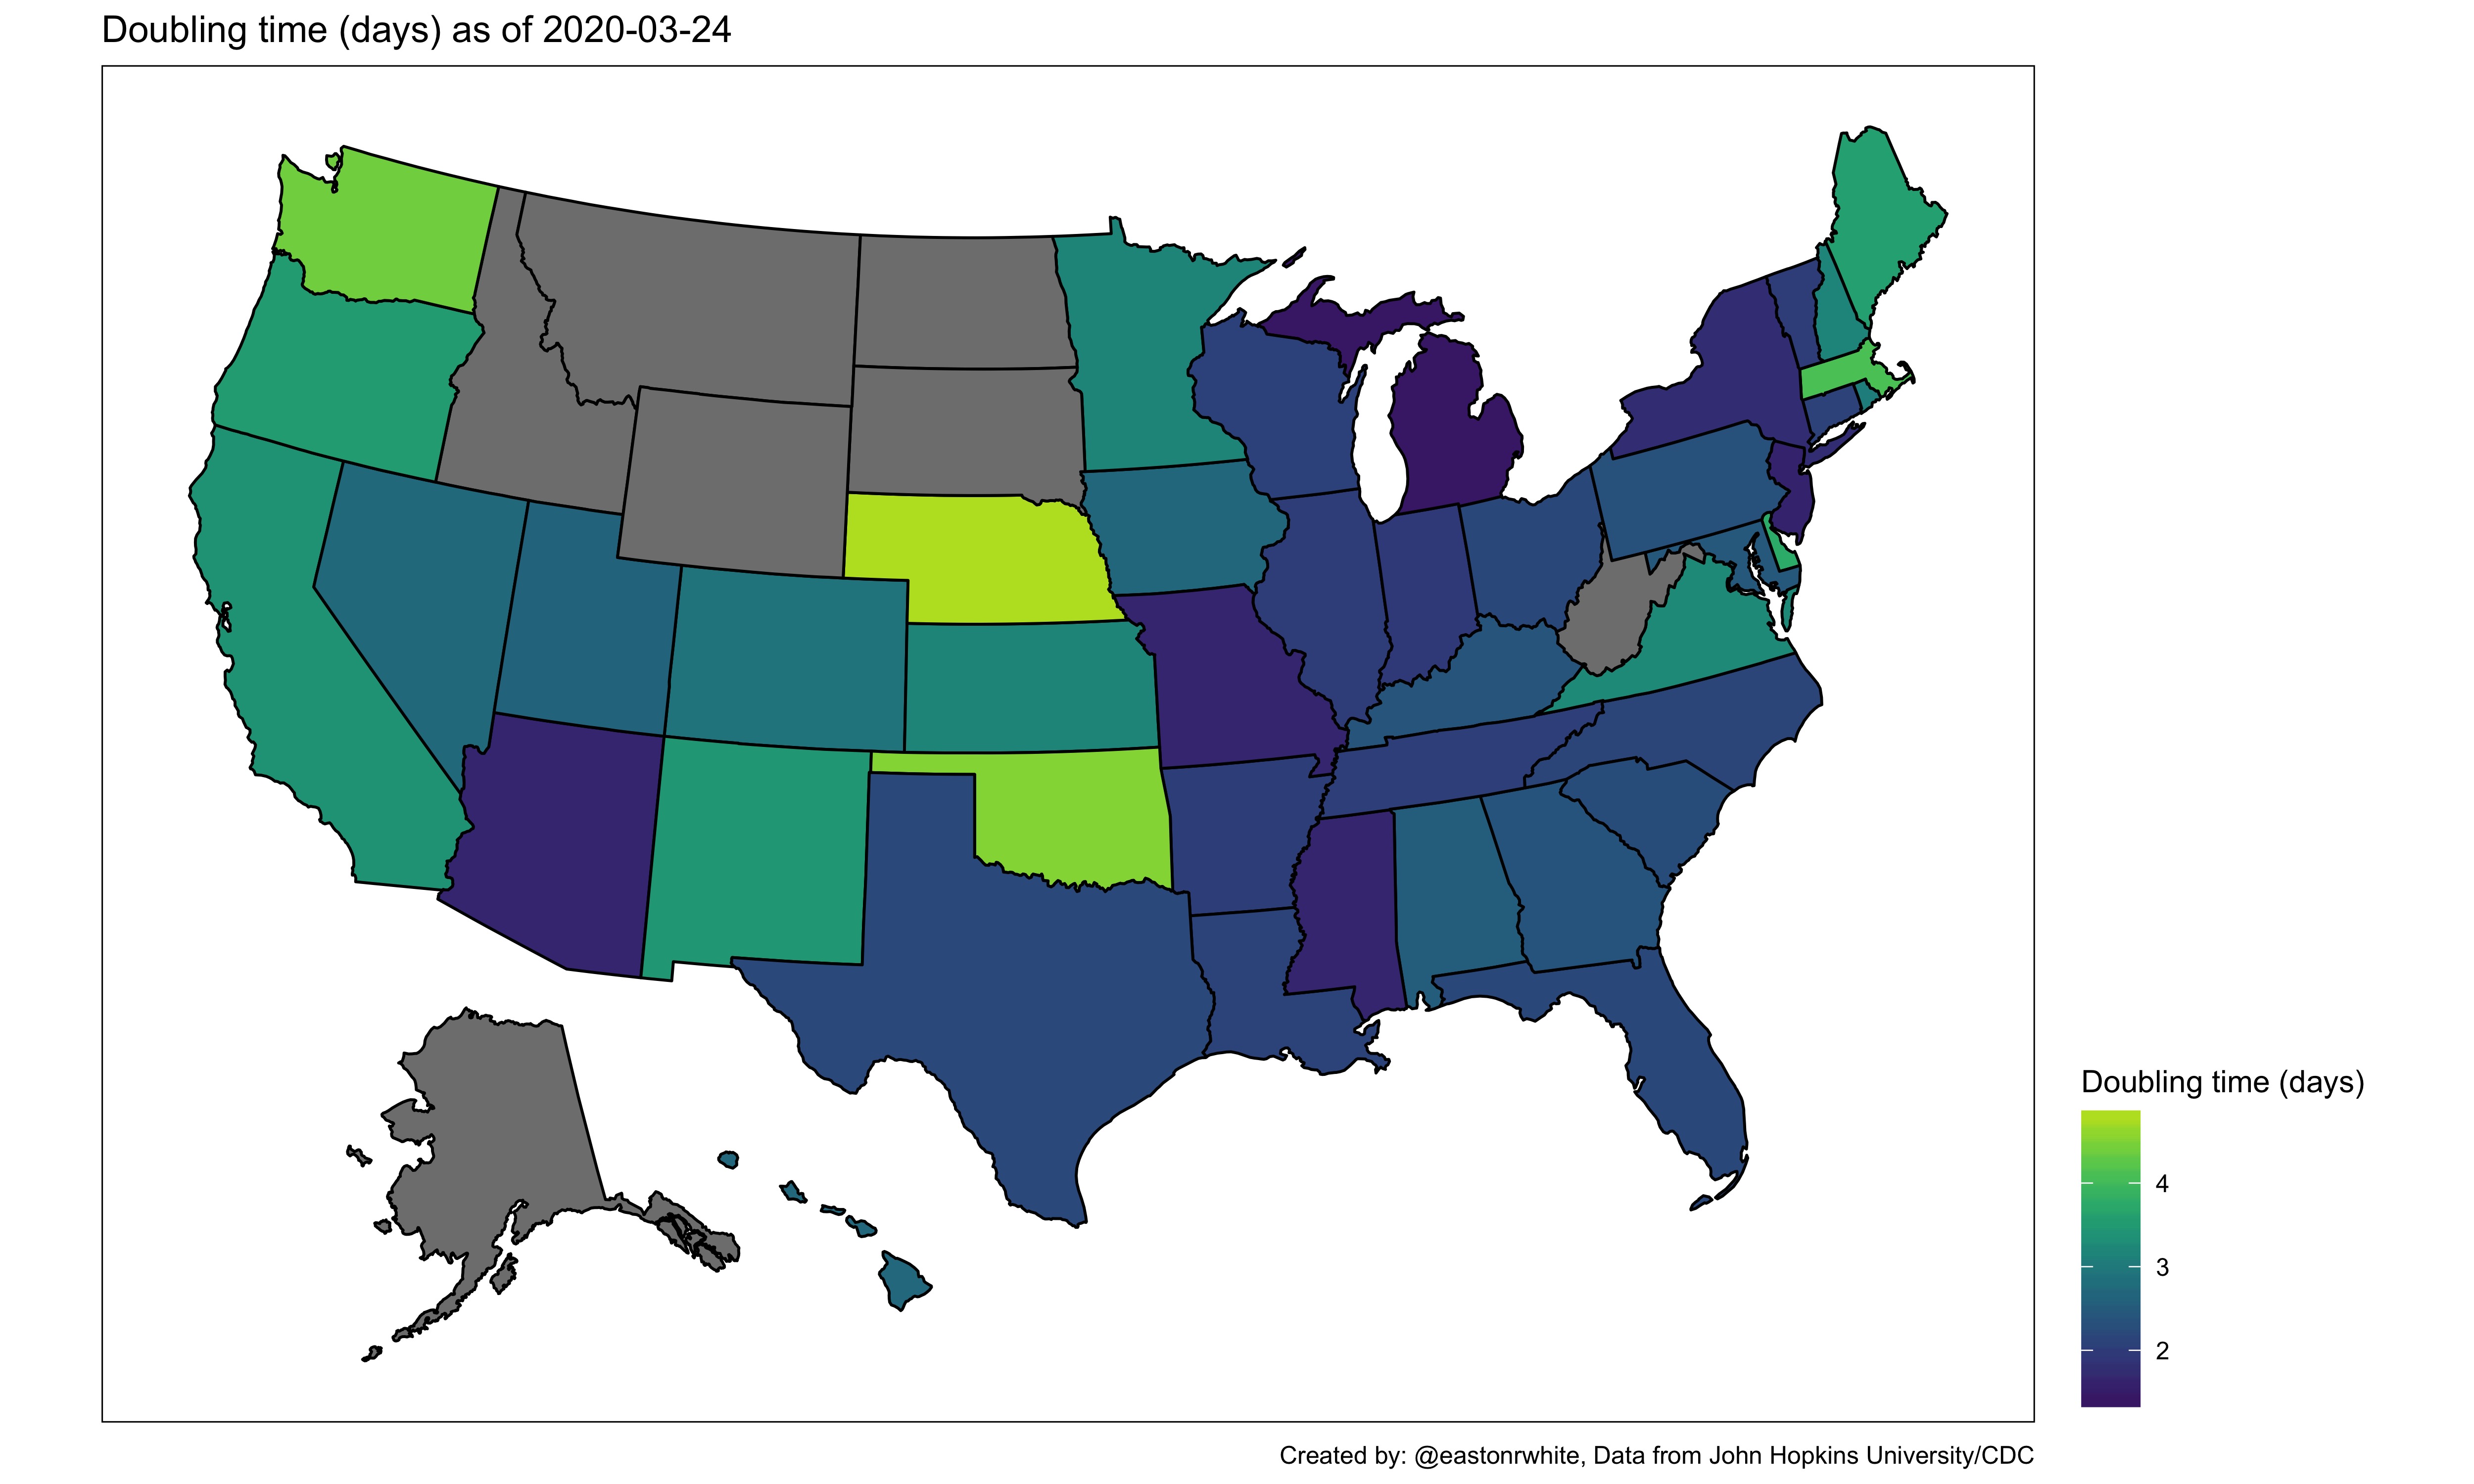 Doubling time (days) as of 2020-03-24
Doubling time (days)
4
3
2
Created by: @eastonrwhite, Data from John Hopkins University/CDC